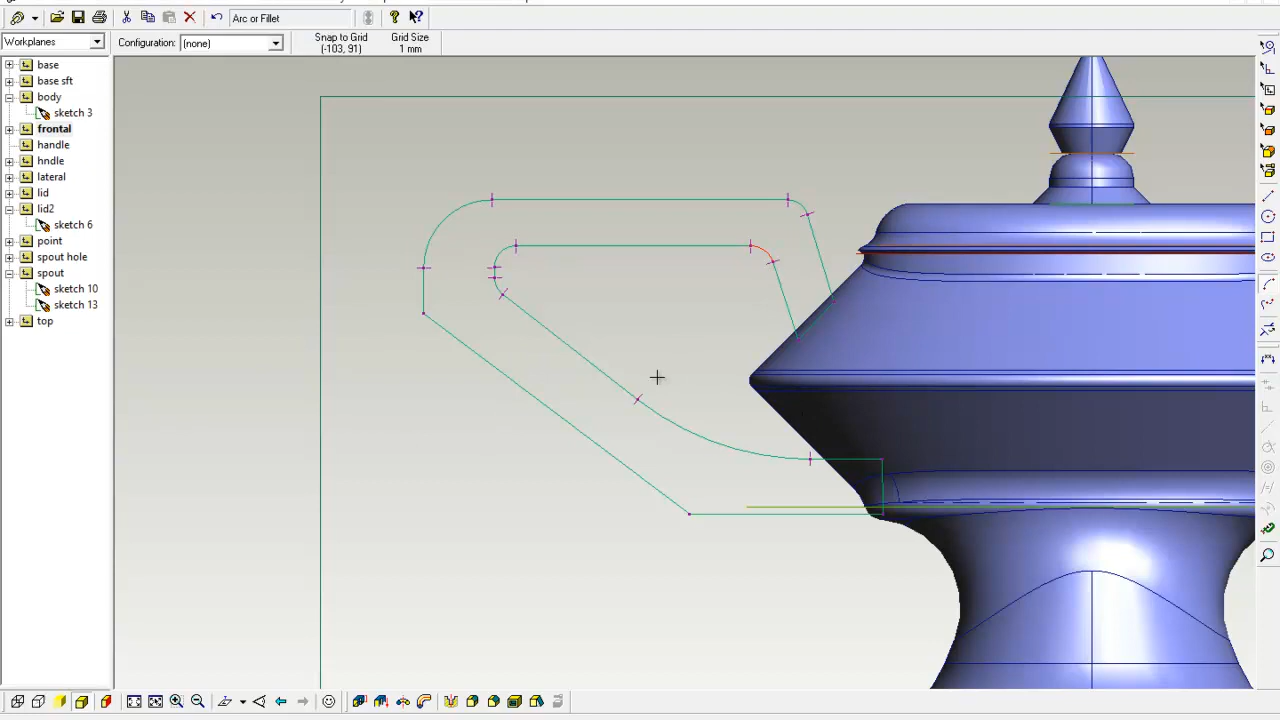 Arc or Fillet
Workplanes
Configuration:
(none)
Snap to Grid
(-103, 91)
Grid Size
1 mm
base
base sft
body
sketch 3
frontal
handle
hndle
lateral
lid
lid2
sketch 6
point
spout hole
spout
sketch 10
sketch 13
top